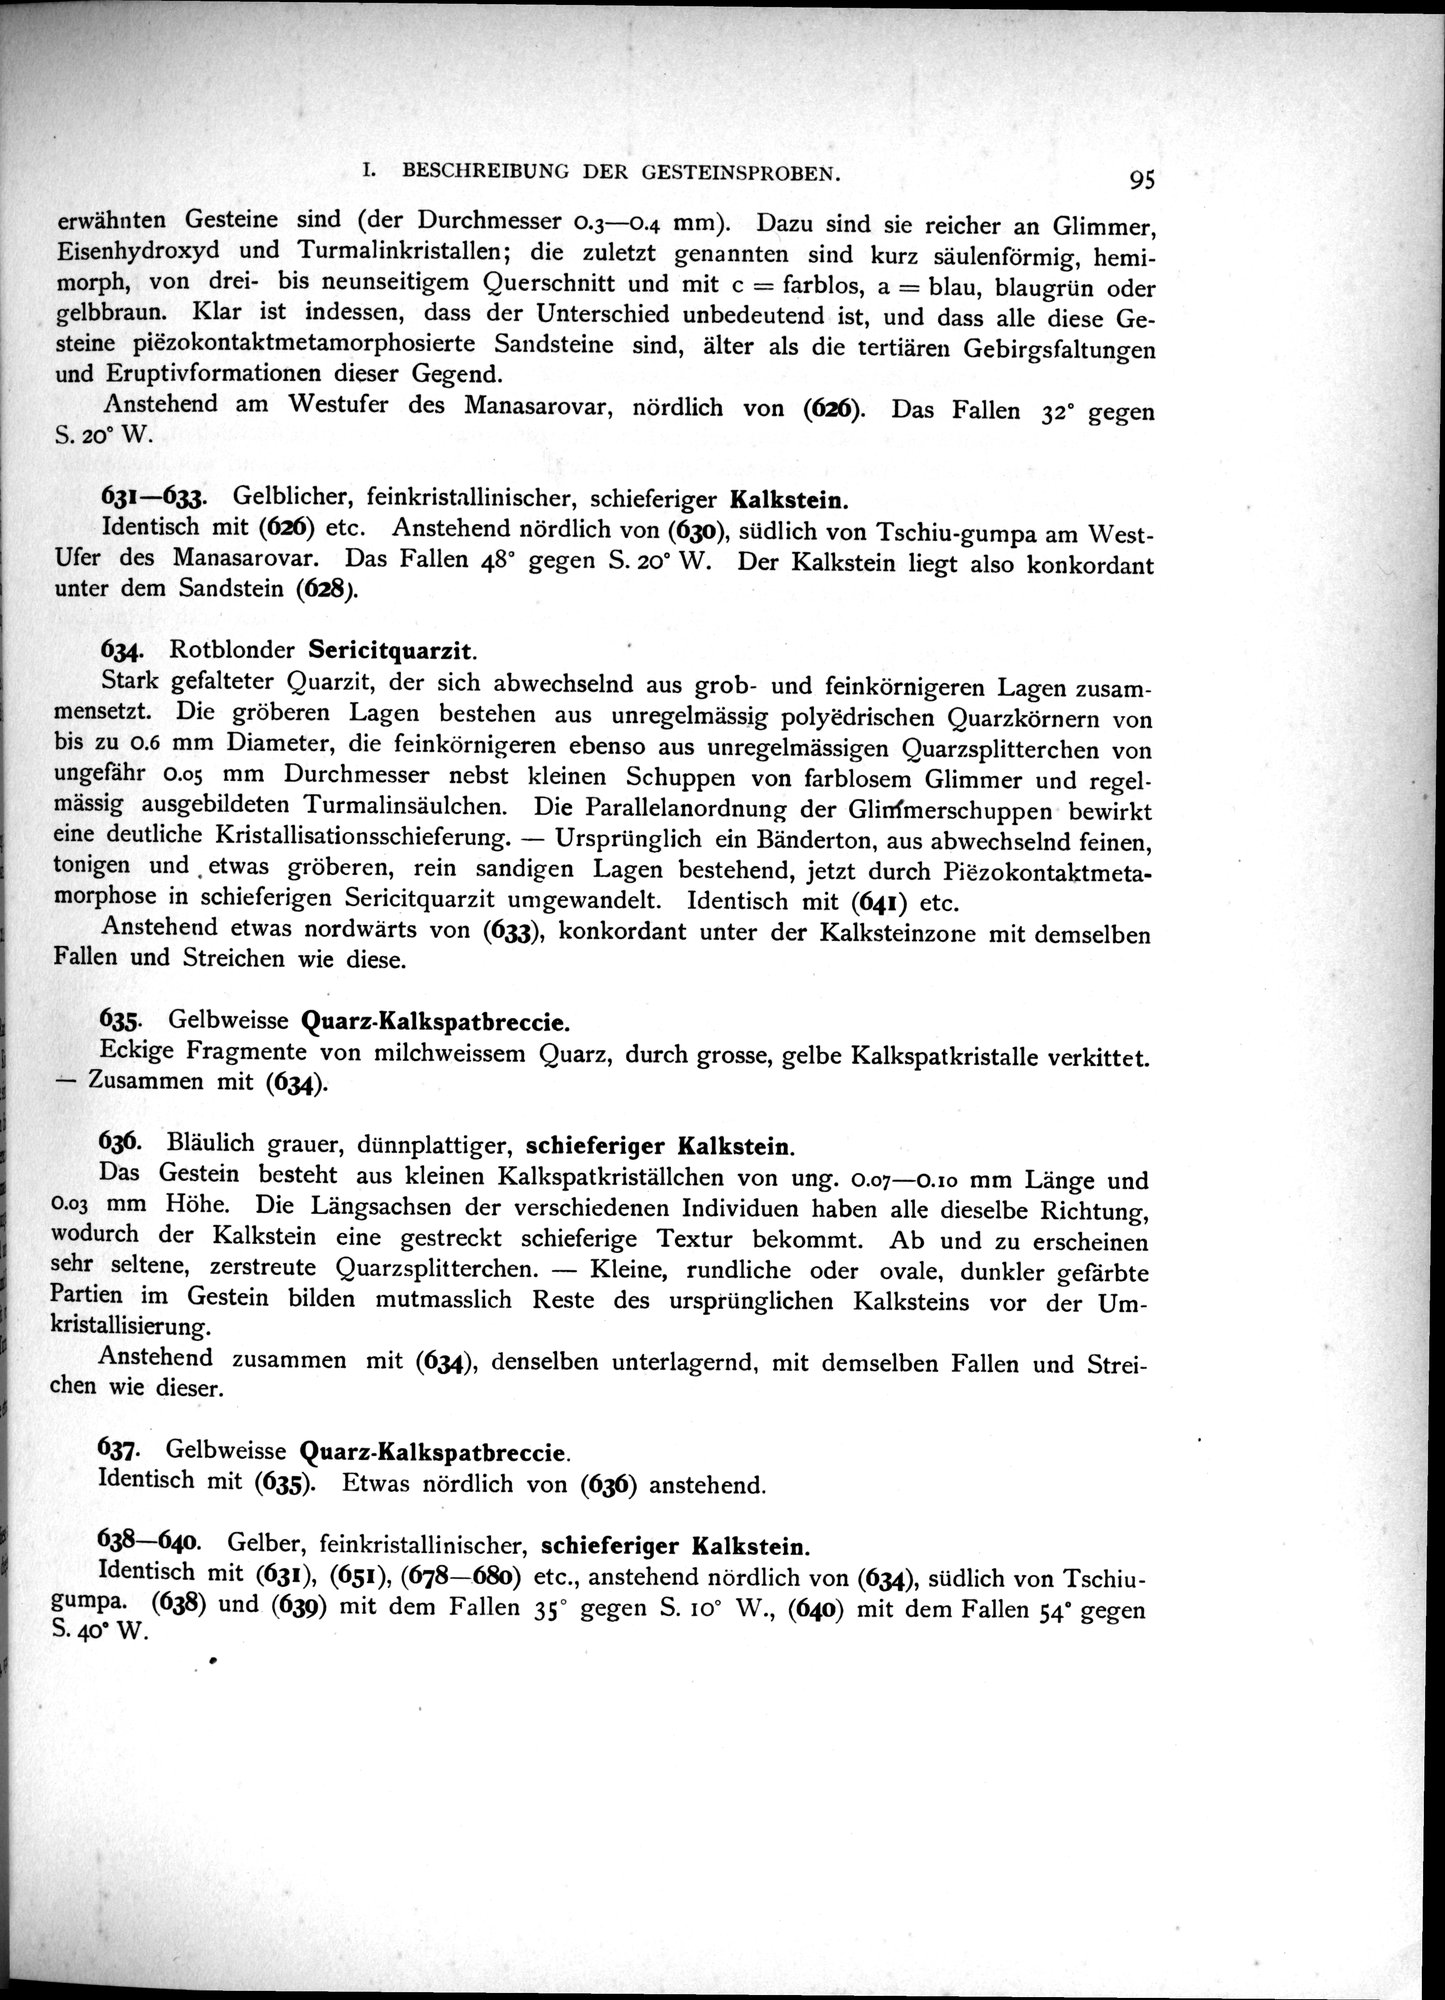 I. BESCHREIBUNG DER GESTEINSPROBEN. 95
erwähnten Gesteine sind (der Durchmesser 0.3—0.4 mm). Dazu sind sie reicher an Glimmer,
Eisenhydroxyd und Turmalinkristallen; die zuletzt genannten sind kurz säulenförmig, hemi-
morph, von drei- bis neunseitigem Querschnitt und mit c = farblos, a = blau, blaugrün oder
gelbbraun. Klar ist indessen, dass der Unterschied unbedeutend ist, und dass alle diese Ge-
steine piëzokontaktmetamorphosierte Sandsteine sind, älter als die tertiären Gebirgsfaltungen
und Eruptivformationen dieser Gegend.
Anstehend am Westufer des Manasarovar, nördlich von (626). Das Fallen 32° gegen
S. 20° W.
631—633. Gelblicher, feinkristallinischer, schieferiger Kalkstein.
Identisch mit (626) etc. Anstehend nördlich von (630), südlich von Tschiu-gumpa am West-
Ufer des Manasarovar. Das Fallen 48° gegen S. 20° W. Der Kalkstein liegt also konkordant
unter dem Sandstein (628).
634. Rotblonder Sericitquarzit.
Stark gefalteter Quarzit, der sich abwechselnd aus grob- und feinkörnigeren Lagen zusam-
mensetzt. Die gröberen Lagen bestehen aus unregelmässig polyëdrischen Quarzkörnern von
bis zu 0.6 mm Diameter, die feinkörnigeren ebenso aus unregelmässigen Quarzsplitterchen von
ungefähr 0.05 mm Durchmesser nebst kleinen Schuppen von farblosem Glimmer und regel-
mässig ausgebildeten Turmalinsäulchen. Die Parallelanordnung der Glimmerschuppen bewirkt
eine deutliche Kristallisationsschieferung. — Ursprünglich ein Bänderton, aus abwechselnd feinen,
tonigen und etwas gröberen, rein sandigen Lagen bestehend, jetzt durch Piëzokontaktmeta-
morphose in schieferigen Sericitquarzit umgewandelt. Identisch mit (641) etc.
Anstehend etwas nordwärts von (633), konkordant unter der Kalksteinzone mit demselben
Fallen und Streichen wie diese.
635. Gelbweisse Quarz-Kalkspatbreccie.
Eckige Fragmente von milchweissem Quarz, durch grosse, gelbe Kalkspatkristalle verkittet.
— Zusammen mit (634).
636. Bläulich grauer, dünnplattiger, schieferiger Kalkstein.
Das Gestein besteht aus kleinen Kalkspatkriställchen von ung. 0.07—0.10 mm Länge und
0.03 mm Höhe. Die Längsachsen der verschiedenen Individuen haben alle dieselbe Richtung,
wodurch der Kalkstein eine gestreckt schieferige Textur bekommt. Ab und zu erscheinen
sehr seltene, zerstreute Quarzsplitterchen. — Kleine, rundliche oder ovale, dunkler gefärbte
Partien im Gestein bilden mutmasslich Reste des ursprünglichen Kalksteins vor der Um-
kristallisierung.
Anstehend zusammen mit (634), denselben unterlagernd, mit demselben Fallen und Strei-
chen wie dieser.
637. Gelbweisse Quarz-Kalkspatbreccie.
Identisch mit (635). Etwas nördlich von (636) anstehend.
638—640. Gelber, feinkristallinischer, schieferiger Kalkstein.
Identisch mit (631), (651), (678—680) etc., anstehend nördlich von (634), südlich von Tschiu-
gumpa. (638) und (639) mit dem Fallen 35° gegen S. 10° W., (640) mit dem Fallen 54° gegen
S. 40° W.